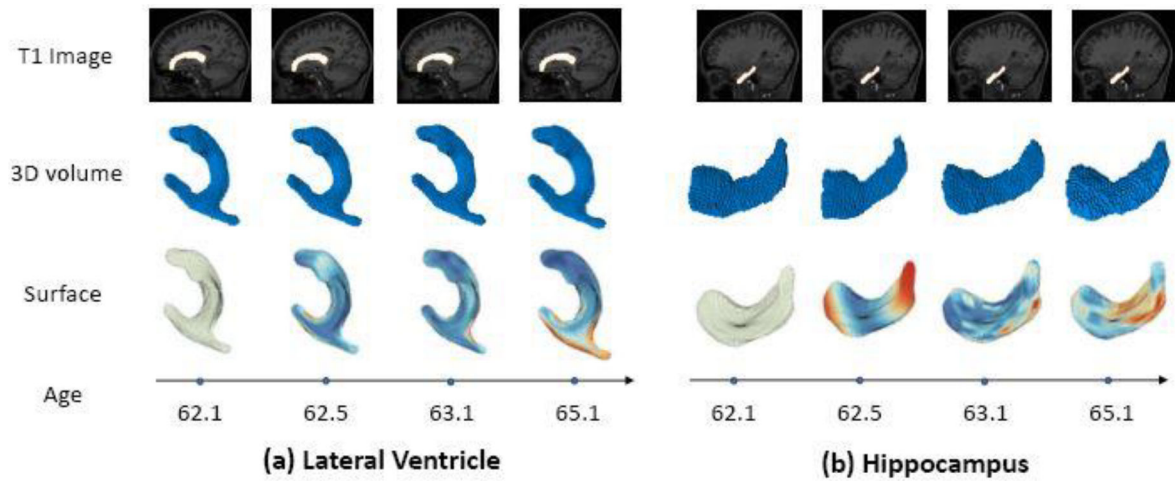 T1 Image
3D volume
Surface
Age
62.1 62.5 63.1 65.1
62.1 62.5 63.1 65.1
(a) Lateral Ventricle
(b) Hippocampus